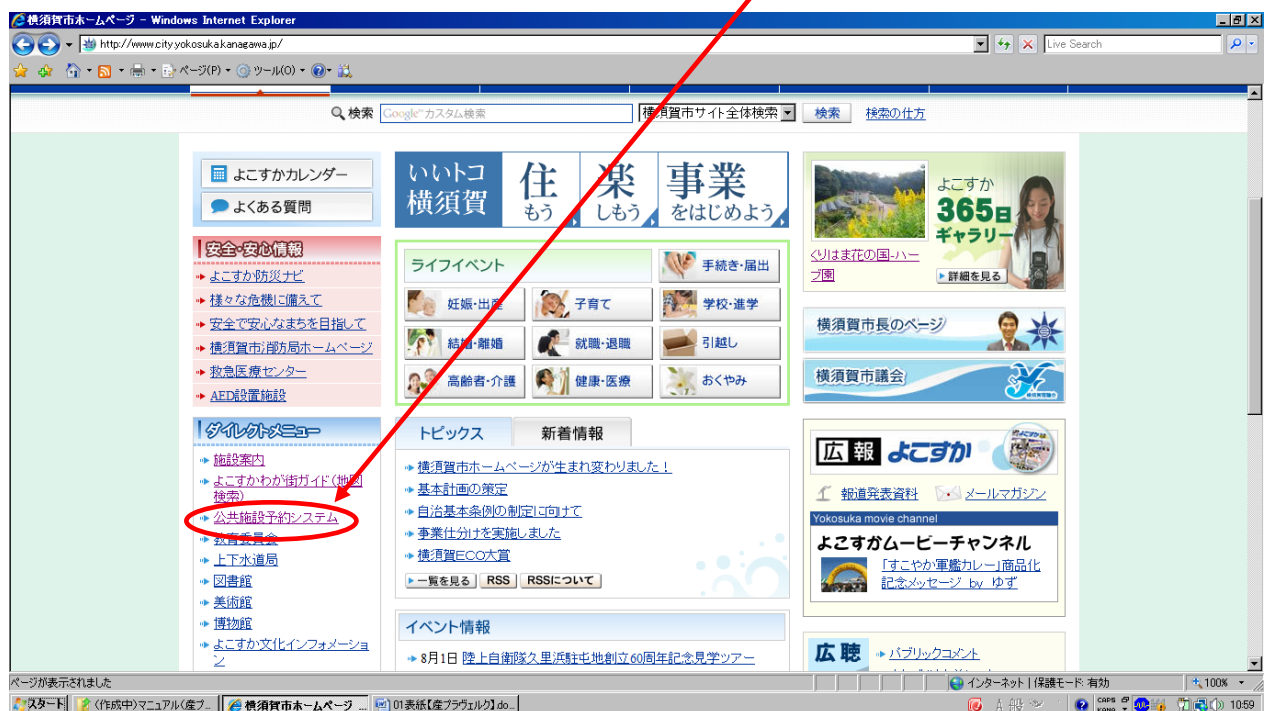 横須賀市ホームページ - Windows Internet Explorer
http://www.city.yokosuka.kanagawa.jp/
Live Search
ページ(P)
ツール(O)
検索
Google™カスタム検索
横須賀市サイト全体検索
検索
検索の仕方
よこすかカレンダー
よくある質問
安全・安心情報
よこすか防災ナビ
様々な危機に備えて
安全で安心なまちを目指して
横須賀市消防局ホームページ
救急医療センター
AED設置施設
ダイレクトメニュー
施設案内
よこすかわが街ガイド(地図
検索)
公共施設予約システム
教育委員会
上下水道局
図書館
美術館
博物館
よこすか文化インフォメーショ
ン
いいトコ
横須賀
住
もう
楽
しもう
事業
をはじめよう
ライフイベント
手続き・届出
妊娠・出産
子育て
学校・進学
結婚・離婚
就職・退職
引越し
高齢者・介護
健康・医療
おくやみ
トピックス
新着情報
横須賀市ホームページが生まれ変わりました!
基本計画の策定
自治基本条例の制定に向けて
事業仕分けを実施しました
横須賀ECO大賞
一覧を見る
RSS
RSSについて
イベント情報
8月1日 陸上自衛隊久里浜駐屯地創立60周年記念見学ツアー
よこすか
365日
ギャラリー
くりはま花の国-ハー
ブ園
詳細を見る
横須賀市長のページ
横須賀市議会
広報 よこすか
報道発表資料
メールマガジン
Yokosuka movie channel
よこすかムービーチャンネル
「すこやか軍艦カレー」商品化
記念メッセージ by ゆず
広聴
パブリックコメント
ページが表示されました
インターネット | 保護モード: 有効
100%
スタート
(作成中)マニュアル(産プ...
横須賀市ホームページ ...
01表紙【産プラヴェルク】.do...
A 般
CAPS
KANA
10:59